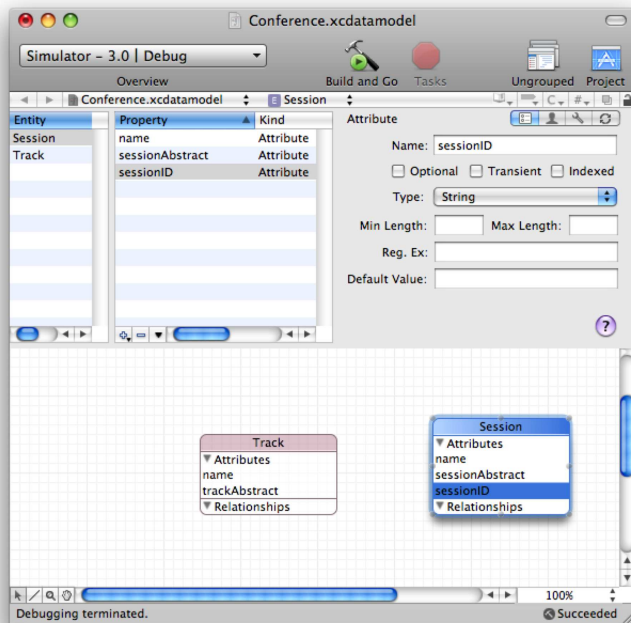 Conference.xcdatamodel
Simulator - 3.0 | Debug
Overview
Build and Go
Tasks
Ungrouped
Project
Conference.xcdatamodel
E Session
C
#
Entity
Session
Track
Property
Kind
name
Attribute
sessionAbstract
Attribute
sessionID
Attribute
Attribute
Name: sessionID
Optional
Transient
Indexed
Type: String
Min Length:
Max Length:
Reg. Ex:
Default Value:
?
Track
Attributes
name
trackAbstract
Relationships
Session
Attributes
name
sessionAbstract
sessionID
Relationships
100%
Debugging terminated.
Succeeded